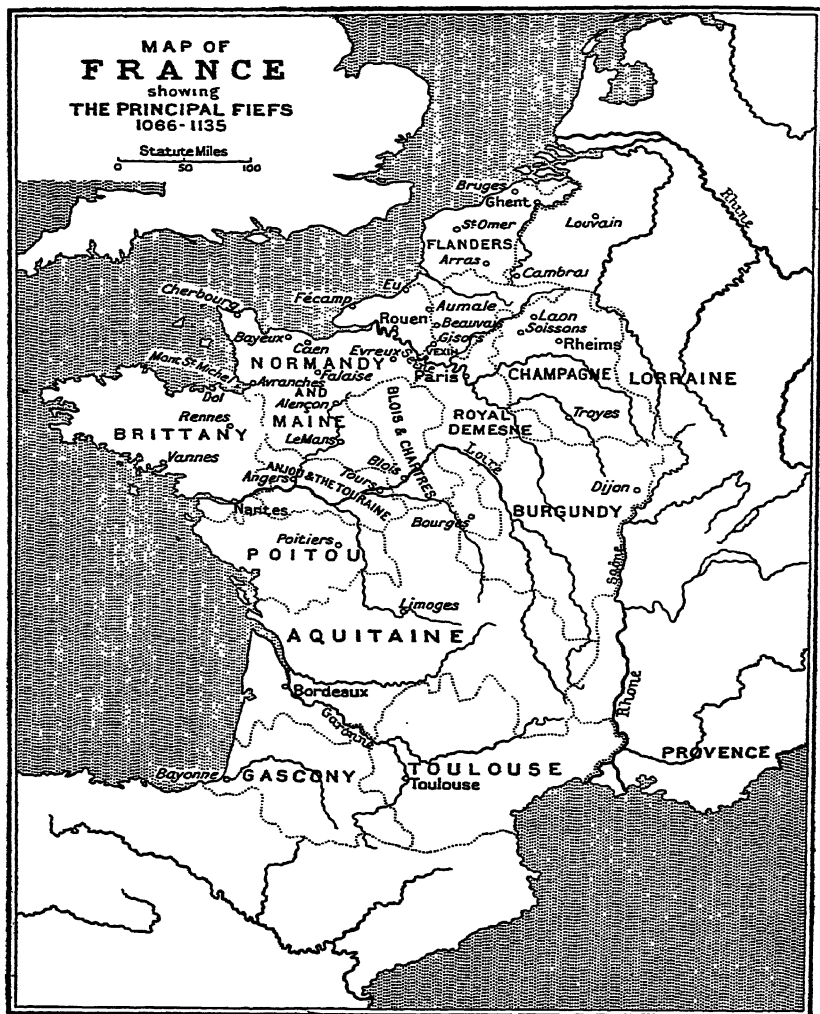 MAP OF
FRANCE
showing
THE PRINCIPAL FIEFS
1066-1135
Statute Miles
0 50 100
Bruges
Ghent
Rhine
St Omer
Louvain
FLANDERS
Arras
Cambrai
Eu
Cherbourg
Fécamp
Aumale
Rouen
Laon
Beauvais
Soissons
Bayeux
Caen
Gisors
Rheims
Evreux
VEXIN
Mont St Michel
NORMANDY
Falaise
Paris
CHAMPAGNE
LORRAINE
Avranches
AND
Dol
Alençon
BLOIS & CHARTRES
Troyes
Rennes
MAINE
ROYAL
DEMESNE
BRITTANY
Le Mans
Vannes
Blois
Loire
ANJOU & THE TOURAINE
Angers
Tours
Dijon
Nantes
BURGUNDY
Bourges
Poitiers
POITOU
Saône
Limoges
AQUITAINE
Bordeaux
Rhone
Garonne
PROVENCE
Bayonne
GASCONY
TOULOUSE
Toulouse